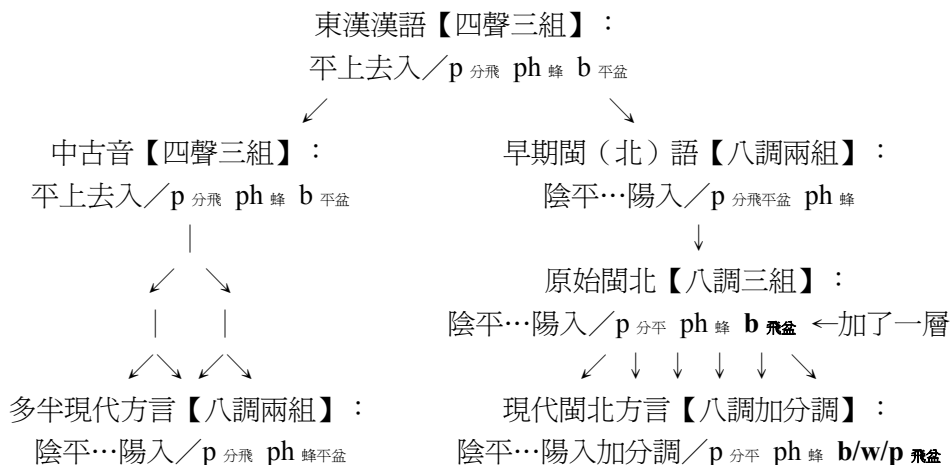 東漢漢語【四聲三組】：
平上去入／p 分飛 ph 蜂 b 平盆
↙ ↘
中古音【四聲三組】： 早期閩（北）語【八調兩組】：
平上去入／p 分飛 ph 蜂 b 平盆 陰平…陽入／p 分飛平盆 ph 蜂
｜ ↓
↙ ↘ 原始閩北【八調三組】：
｜ ｜ 陰平…陽入／p 分平 ph 蜂 b 飛盆 ←加了一層
↙ ↘ ↙ ↘ ↙ ↓ ↓ ↓ ↓ ↘
多半現代方言【八調兩組】： 現代閩北方言【八調加分調】：
陰平…陽入／p 分飛 ph 蜂平盆 陰平…陽入加分調／p 分平 ph 蜂 b/w/p 飛盆